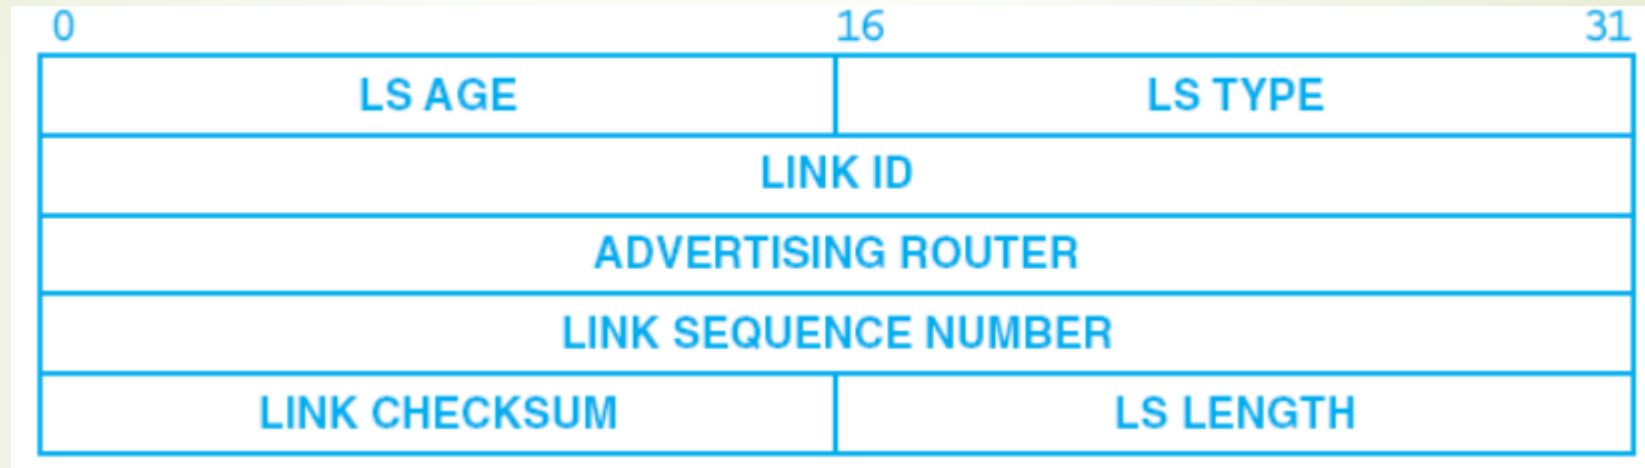 0 16 31
LS AGE LS TYPE
LINK ID
ADVERTISING ROUTER
LINK SEQUENCE NUMBER
LINK CHECKSUM LS LENGTH